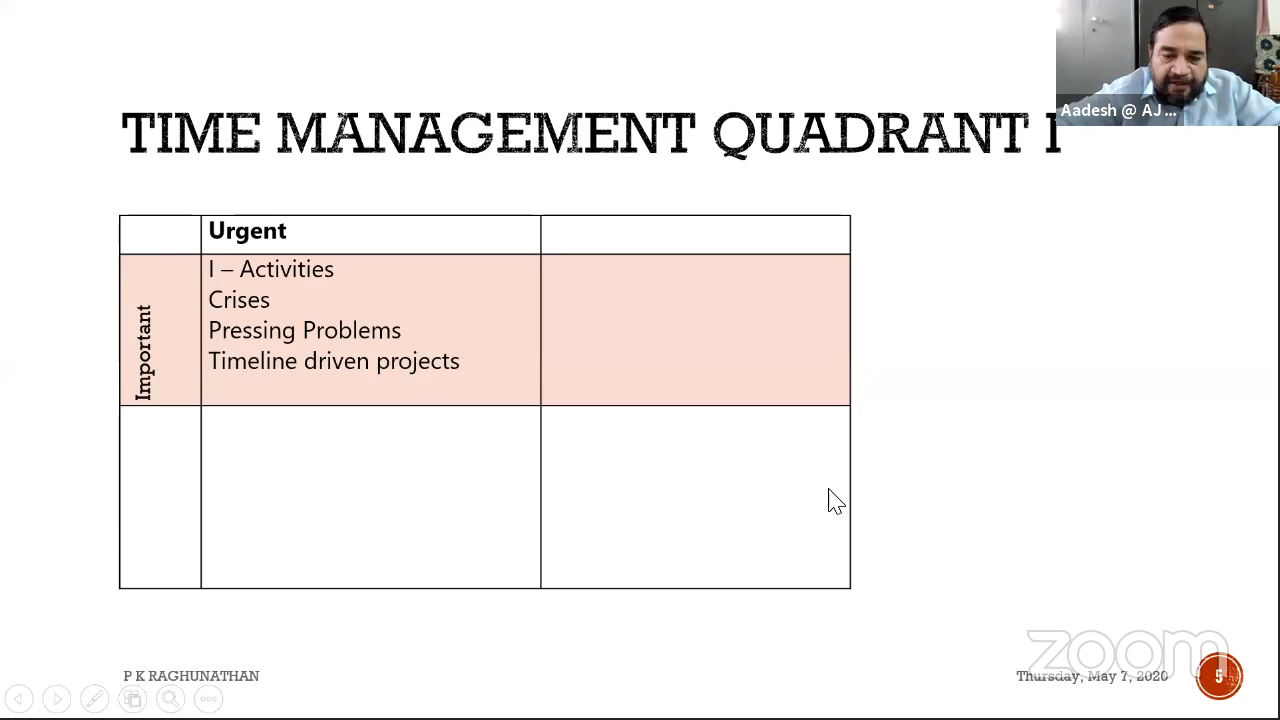 Aadesh @ AJ ...
TIME MANAGEMENT QUADRANT I
Urgent
Important
I – Activities
Crises
Pressing Problems
Timeline driven projects
P K RAGHUNATHAN
Thursday, May 7, 2020
zoom
5